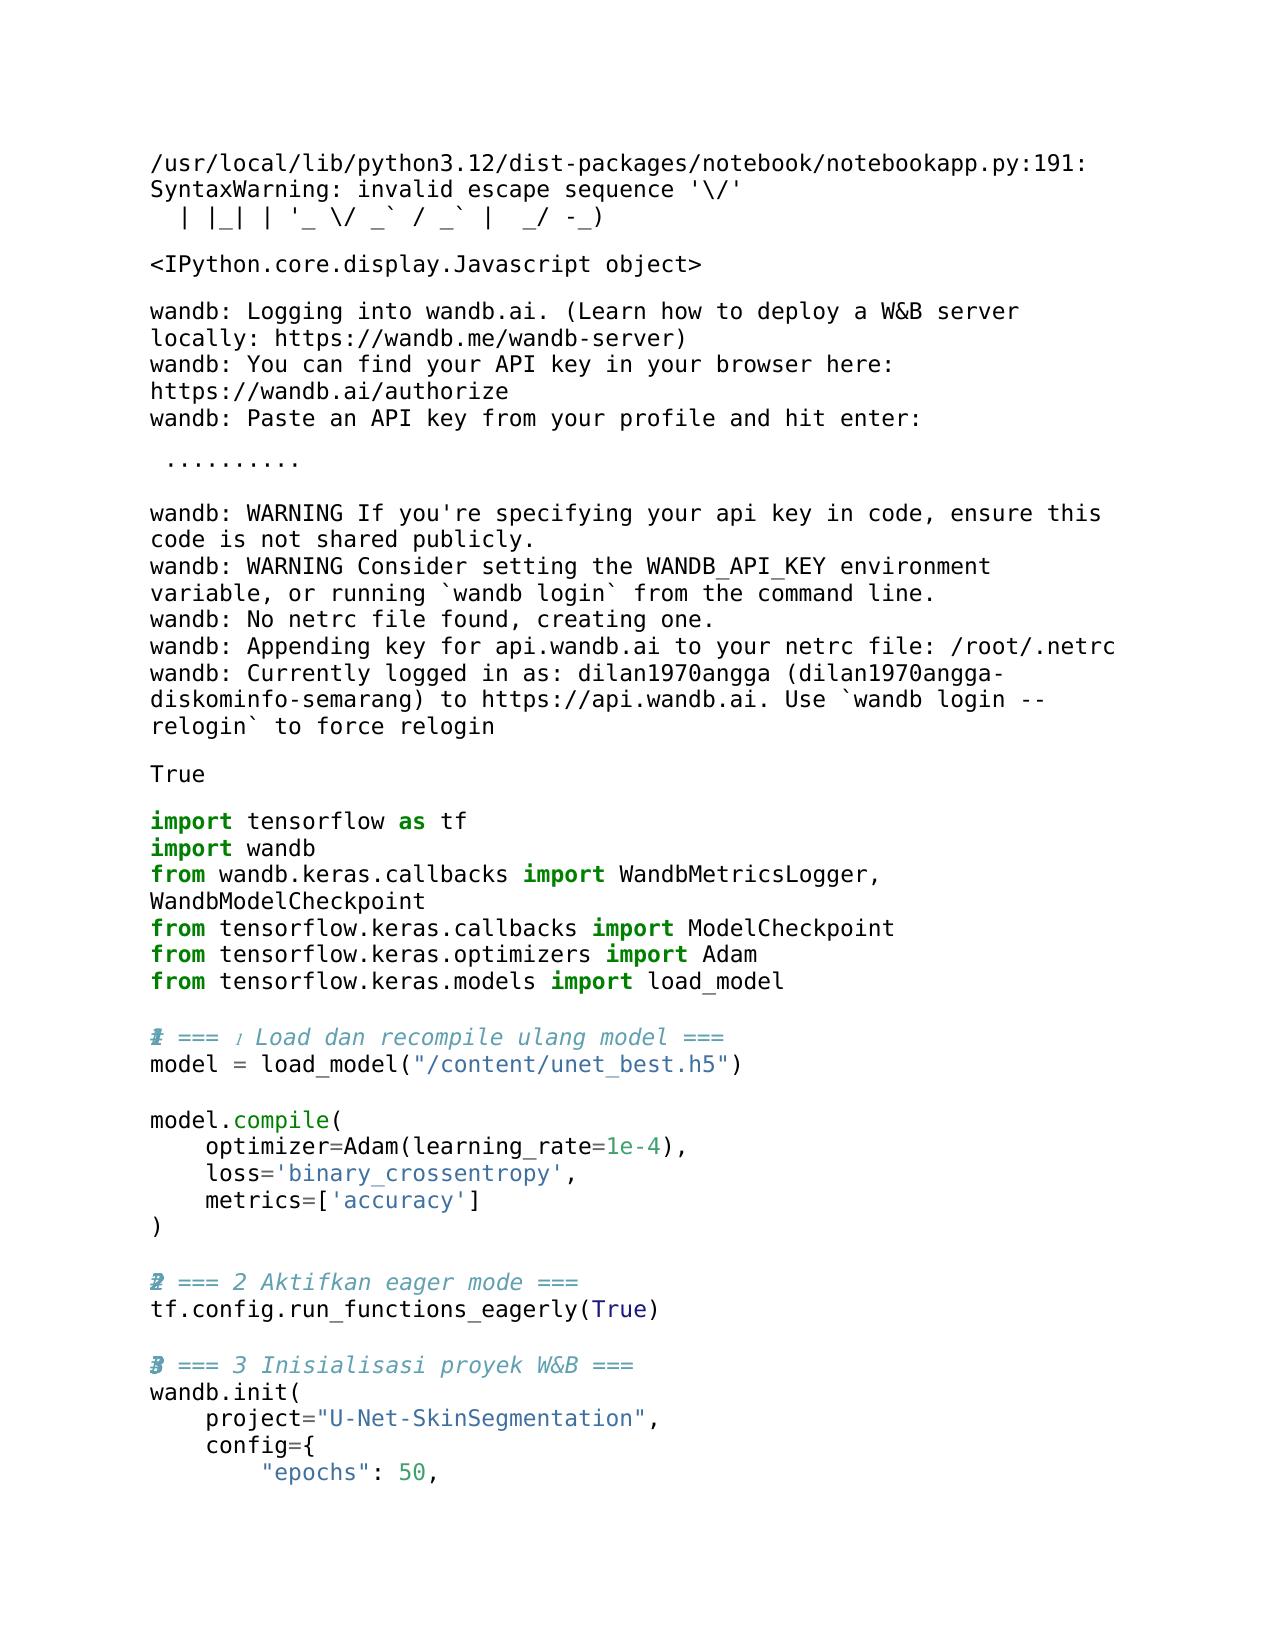 /usr/local/lib/python3.12/dist-packages/notebook/notebookapp.py:191:
SyntaxWarning: invalid escape sequence '\/'
  | |_| | '_ \/ _` / _` |  _/ -_)
<IPython.core.display.Javascript object>
wandb: Logging into wandb.ai. (Learn how to deploy a W&B server
locally: https://wandb.me/wandb-server)
wandb: You can find your API key in your browser here:
https://wandb.ai/authorize
wandb: Paste an API key from your profile and hit enter:
 ··········
wandb: WARNING If you're specifying your api key in code, ensure this
code is not shared publicly.
wandb: WARNING Consider setting the WANDB_API_KEY environment
variable, or running `wandb login` from the command line.
wandb: No netrc file found, creating one.
wandb: Appending key for api.wandb.ai to your netrc file: /root/.netrc
wandb: Currently logged in as: dilan1970angga (dilan1970angga-
diskominfo-semarang) to https://api.wandb.ai. Use `wandb login --
relogin` to force relogin
True
import tensorflow as tf
import wandb
from wandb.keras.callbacks import WandbMetricsLogger,
WandbModelCheckpoint
from tensorflow.keras.callbacks import ModelCheckpoint
from tensorflow.keras.optimizers import Adam
from tensorflow.keras.models import load_model
# === 1 Load dan recompile ulang model ===
model = load_model("/content/unet_best.h5")
model.compile(
    optimizer=Adam(learning_rate=1e-4),
    loss='binary_crossentropy',
    metrics=['accuracy']
)
# === 2 Aktifkan eager mode ===
tf.config.run_functions_eagerly(True)
# === 3 Inisialisasi proyek W&B ===
wandb.init(
    project="U-Net-SkinSegmentation",
    config={
        "epochs": 50,